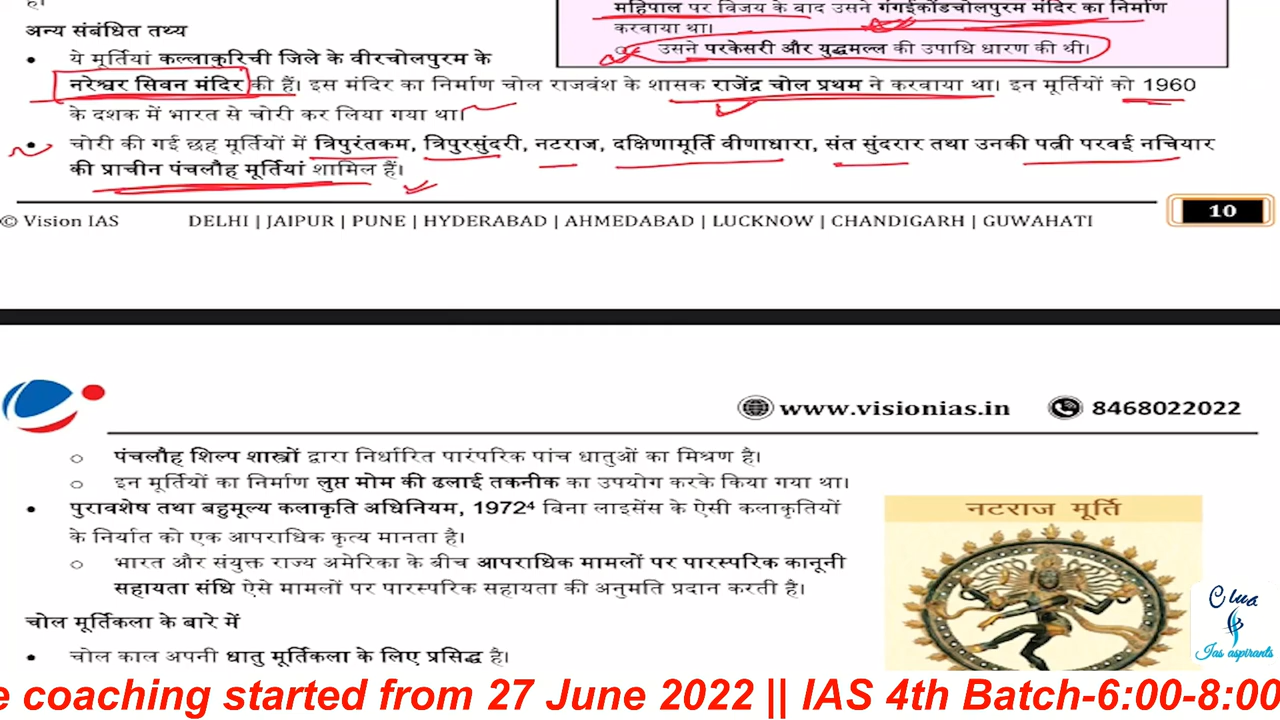 है।
अन्य संबंधित तथ्य
• ये मूर्तियां कल्लाकुरिची जिले के वीरचोलपुरम के
नरेश्वर सिवन मंदिर की हैं। इस मंदिर का निर्माण चोल राजवंश के शासक राजेंद्र चोल प्रथम ने करवाया था। इन मूर्तियों को 1960
के दशक में भारत से चोरी कर लिया गया था।
• चोरी की गई छह मूर्तियों में त्रिपुरंतकम, त्रिपुरसुंदरी, नटराज, दक्षिणामूर्ति वीणाधारा, संत सुंदरार तथा उनकी पत्नी परवई नचियार
की प्राचीन पंचलौह मूर्तियां शामिल हैं।
महिपाल पर विजय के बाद उसने गंगईकोंडचोलपुरम मंदिर का निर्माण
करवाया था।
○ उसने परकेसरी और युद्धमल्ल की उपाधि धारण की थी।
© Vision IAS DELHI | JAIPUR | PUNE | HYDERABAD | AHMEDABAD | LUCKNOW | CHANDIGARH | GUWAHATI
10
www.visionias.in 8468022022
○ पंचलौह शिल्प शास्त्रों द्वारा निर्धारित पारंपरिक पांच धातुओं का मिश्रण है।
○ इन मूर्तियों का निर्माण लुप्त मोम की ढलाई तकनीक का उपयोग करके किया गया था।
• पुरावशेष तथा बहुमूल्य कलाकृति अधिनियम, 1972⁴ बिना लाइसेंस के ऐसी कलाकृतियों
के निर्यात को एक आपराधिक कृत्य मानता है।
○ भारत और संयुक्त राज्य अमेरिका के बीच आपराधिक मामलों पर पारस्परिक कानूनी
सहायता संधि ऐसे मामलों पर पारस्परिक सहायता की अनुमति प्रदान करती है।
चोल मूर्तिकला के बारे में
• चोल काल अपनी धातु मूर्तिकला के लिए प्रसिद्ध है।
नटराज मूर्ति
Ias aspirants
e coaching started from 27 June 2022 || IAS 4th Batch-6:00-8:00